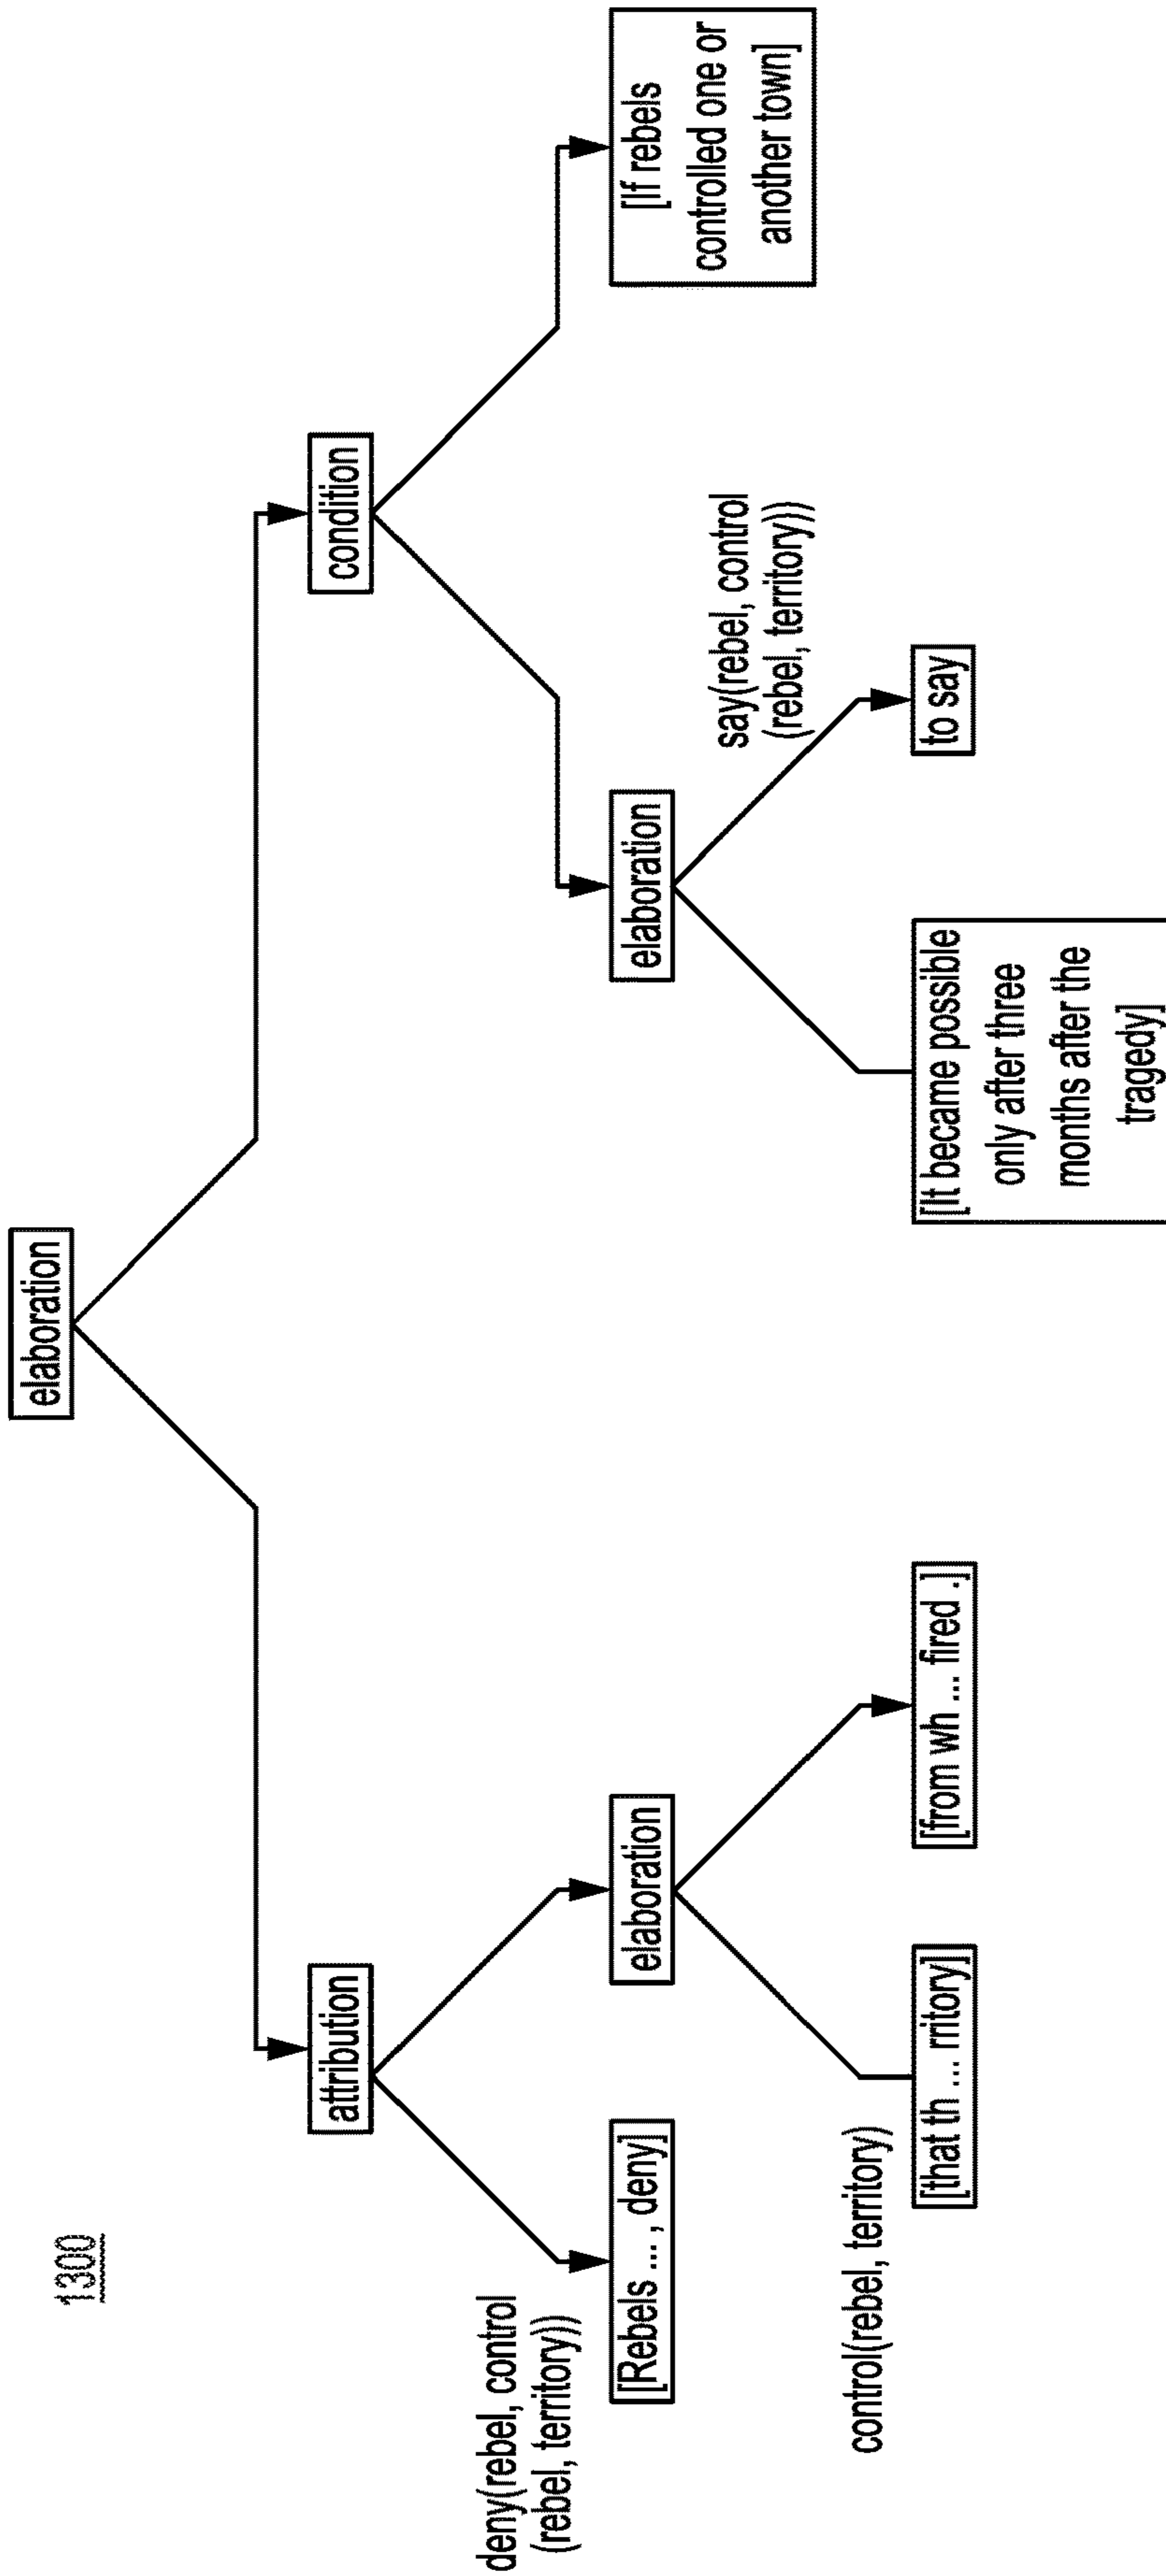 1300
elaboration
attribution
condition
deny(rebel, control
(rebel, territory))
[Rebels ... , deny]
elaboration
elaboration
[If rebels
controlled one or
another town]
control(rebel, territory)
say(rebel, control
(rebel, territory))
[that th ... rritory]
[from wh ... fired .]
[It became possible
only after three
months after the
tragedy]
to say